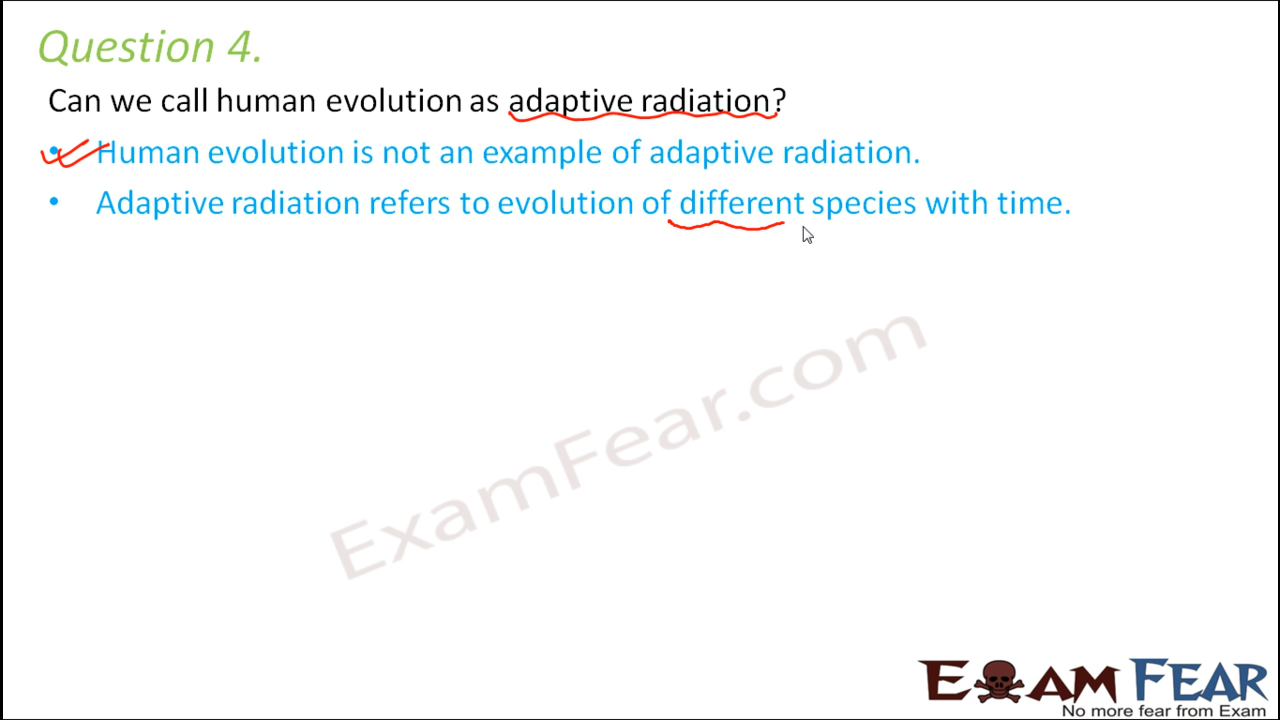 Question 4.
Can we call human evolution as adaptive radiation?
• Human evolution is not an example of adaptive radiation.
• Adaptive radiation refers to evolution of different species with time.
ExamFear.com
EXAM FEAR
No more fear from Exam